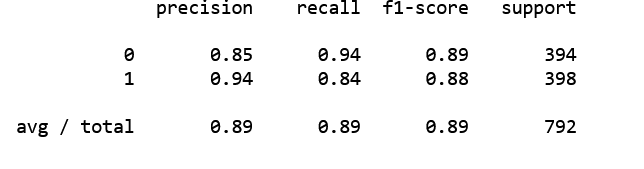 precision recall f1-score support
0 0.85 0.94 0.89 394
1 0.94 0.84 0.88 398
avg / total 0.89 0.89 0.89 792